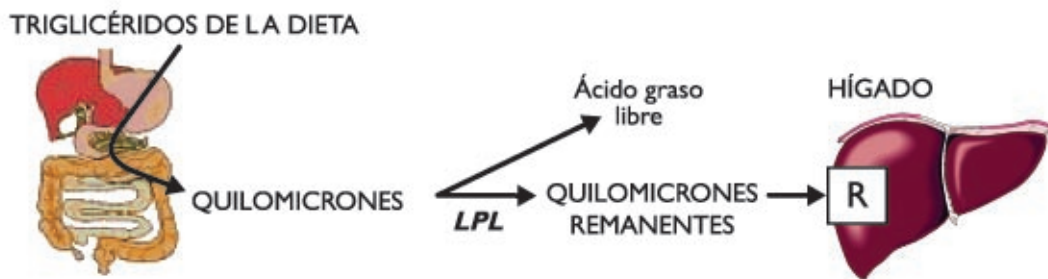 TRIGLICÉRIDOS DE LA DIETA
QUILOMICRONES
LPL
Ácido graso
libre
QUILOMICRONES
REMANENTES
HÍGADO
R